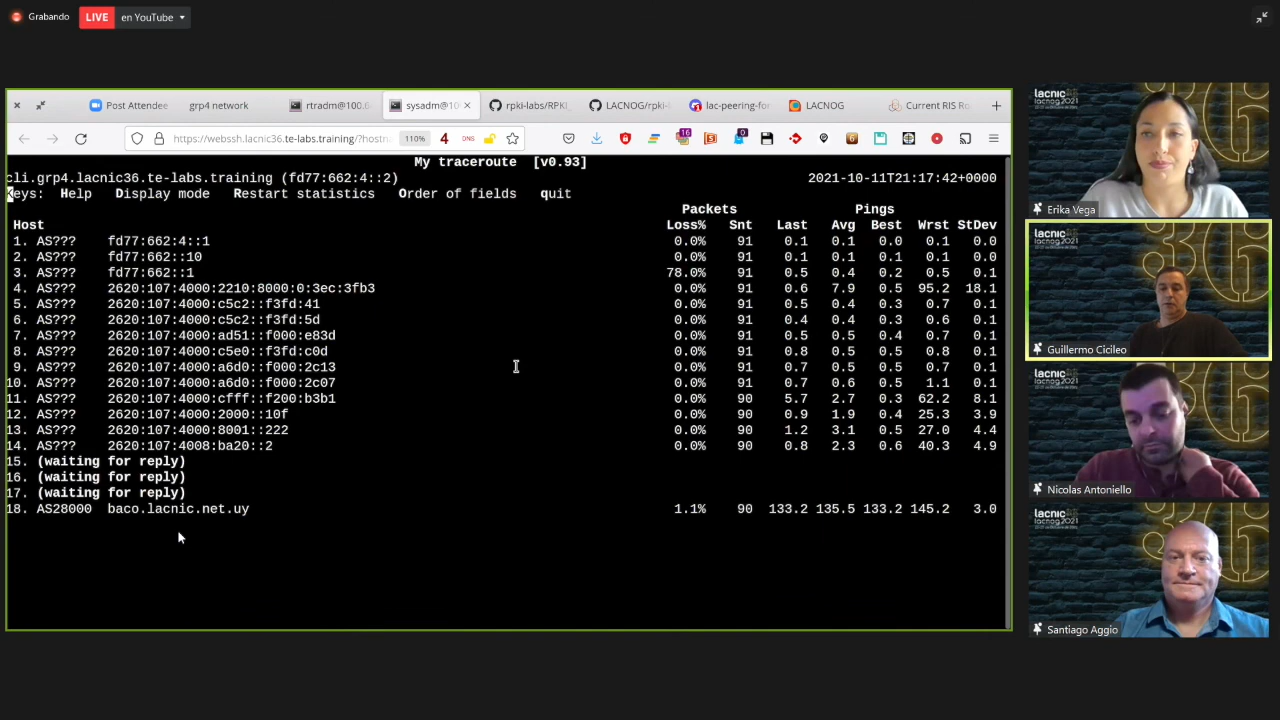 Grabando LIVE en YouTube
Post Attendee grp4 network rtradm@100.6 sysadm@10 rpki-labs/RPKI_ LACNOG/rpki- lac-peering-for LACNOG Current RIS Ro
https://webssh.lacnic36.te-labs.training/?hostn 110% 4 DNS 16 0 6
My traceroute [v0.93]
cli.grp4.lacnic36.te-labs.training (fd77:662:4::2) 2021-10-11T21:17:42+0000
Keys: Help Display mode Restart statistics Order of fields quit
Packets Pings
Host Loss% Snt Last Avg Best Wrst StDev
1. AS??? fd77:662:4::1 0.0% 91 0.1 0.1 0.0 0.1 0.0
2. AS??? fd77:662::10 0.0% 91 0.1 0.1 0.1 0.1 0.0
3. AS??? fd77:662::1 78.0% 91 0.5 0.4 0.2 0.5 0.1
4. AS??? 2620:107:4000:2210:8000:0:3ec:3fb3 0.0% 91 0.6 7.9 0.5 95.2 18.1
5. AS??? 2620:107:4000:c5c2::f3fd:41 0.0% 91 0.5 0.4 0.3 0.7 0.1
6. AS??? 2620:107:4000:c5c2::f3fd:5d 0.0% 91 0.4 0.4 0.3 0.6 0.1
7. AS??? 2620:107:4000:ad51::f000:e83d 0.0% 91 0.5 0.5 0.4 0.7 0.1
8. AS??? 2620:107:4000:c5e0::f3fd:c0d 0.0% 91 0.8 0.5 0.5 0.8 0.1
9. AS??? 2620:107:4000:a6d0::f000:2c13 0.0% 91 0.7 0.5 0.5 0.7 0.1
10. AS??? 2620:107:4000:a6d0::f000:2c07 0.0% 91 0.7 0.6 0.5 1.1 0.1
11. AS??? 2620:107:4000:cfff::f200:b3b1 0.0% 90 5.7 2.7 0.3 62.2 8.1
12. AS??? 2620:107:4000:2000::10f 0.0% 90 0.9 1.9 0.4 25.3 3.9
13. AS??? 2620:107:4000:8001::222 0.0% 90 1.2 3.1 0.5 27.0 4.4
14. AS??? 2620:107:4008:ba20::2 0.0% 90 0.8 2.3 0.6 40.3 4.9
15. (waiting for reply)
16. (waiting for reply)
17. (waiting for reply)
18. AS28000 baco.lacnic.net.uy 1.1% 90 133.2 135.5 133.2 145.2 3.0
lacnic
lacnog
2021
Erika Vega
lacnic
lacnog
2021
Guillermo Cicileo
lacnic
lacnog
2021
Nicolas Antoniello
lacnic
lacnog
2021
Santiago Aggio